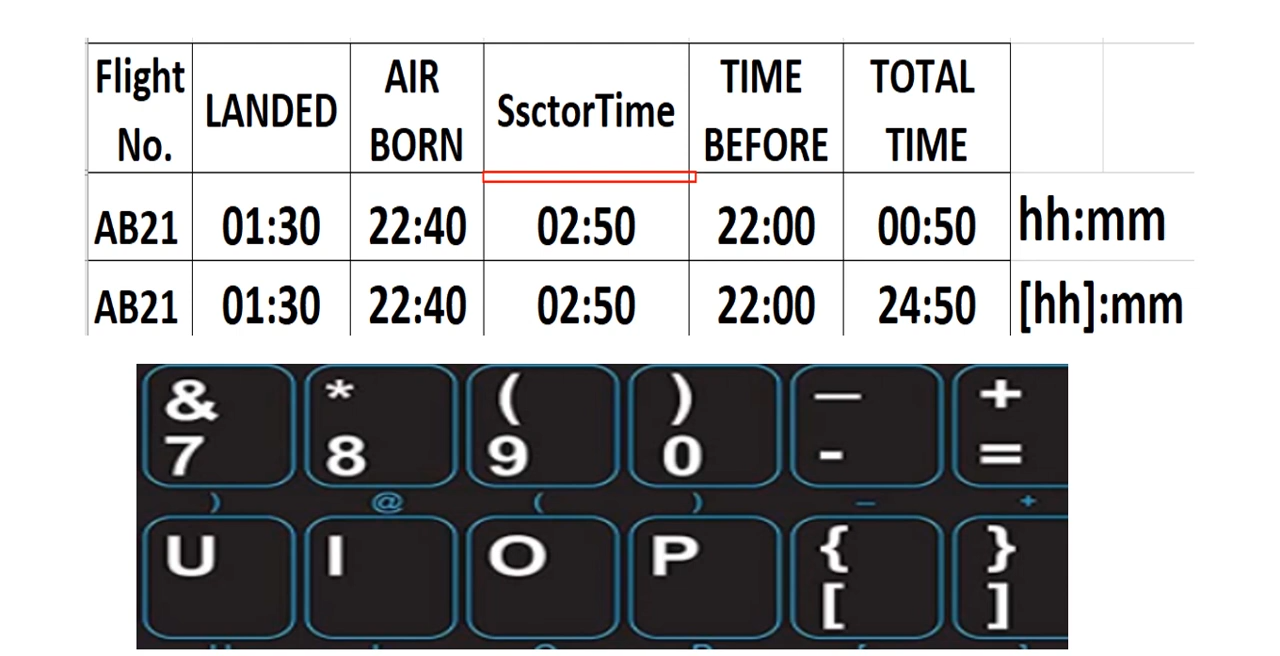 Flight No. LANDED AIR BORN SsctorTime TIME BEFORE TOTAL TIME
AB21 01:30 22:40 02:50 22:00 00:50 hh:mm
AB21 01:30 22:40 02:50 22:00 24:50 [hh]:mm
& * ( ) — +
7 8 9 0 - =
) @ ( ) — +
U I O P { }
[ ]